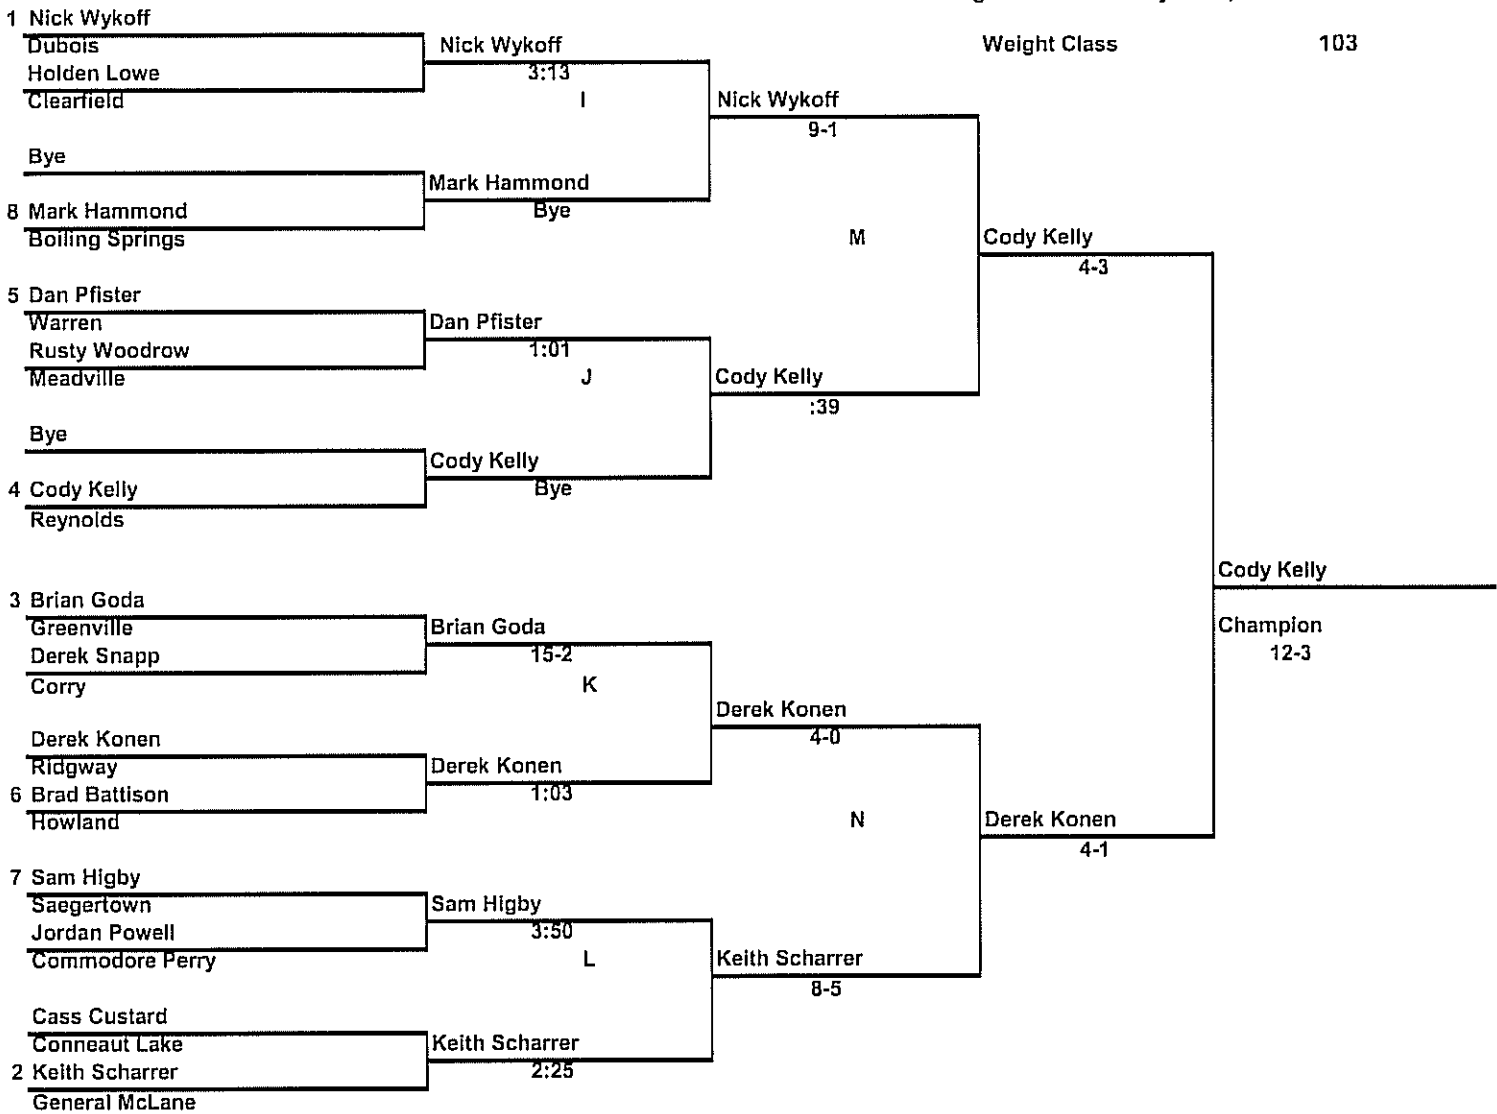 Weight Class 103
1 Nick Wykoff
Dubois
Holden Lowe
Clearfield
Bye
8 Mark Hammond
Boiling Springs
5 Dan Pfister
Warren
Rusty Woodrow
Meadville
Bye
4 Cody Kelly
Reynolds
3 Brian Goda
Greenville
Derek Snapp
Corry
Derek Konen
Ridgway
6 Brad Battison
Howland
7 Sam Higby
Saegertown
Jordan Powell
Commodore Perry
Cass Custard
Conneaut Lake
2 Keith Scharrer
General McLane
Nick Wykoff
3:13
I
Mark Hammond
Bye
Dan Pfister
1:01
J
Cody Kelly
Bye
Brian Goda
15-2
K
Derek Konen
1:03
Sam Higby
3:50
L
Keith Scharrer
2:25
Nick Wykoff
9-1
M
Cody Kelly
:39
Derek Konen
4-0
N
Keith Scharrer
8-5
Cody Kelly
4-3
Derek Konen
4-1
Cody Kelly
Champion
12-3